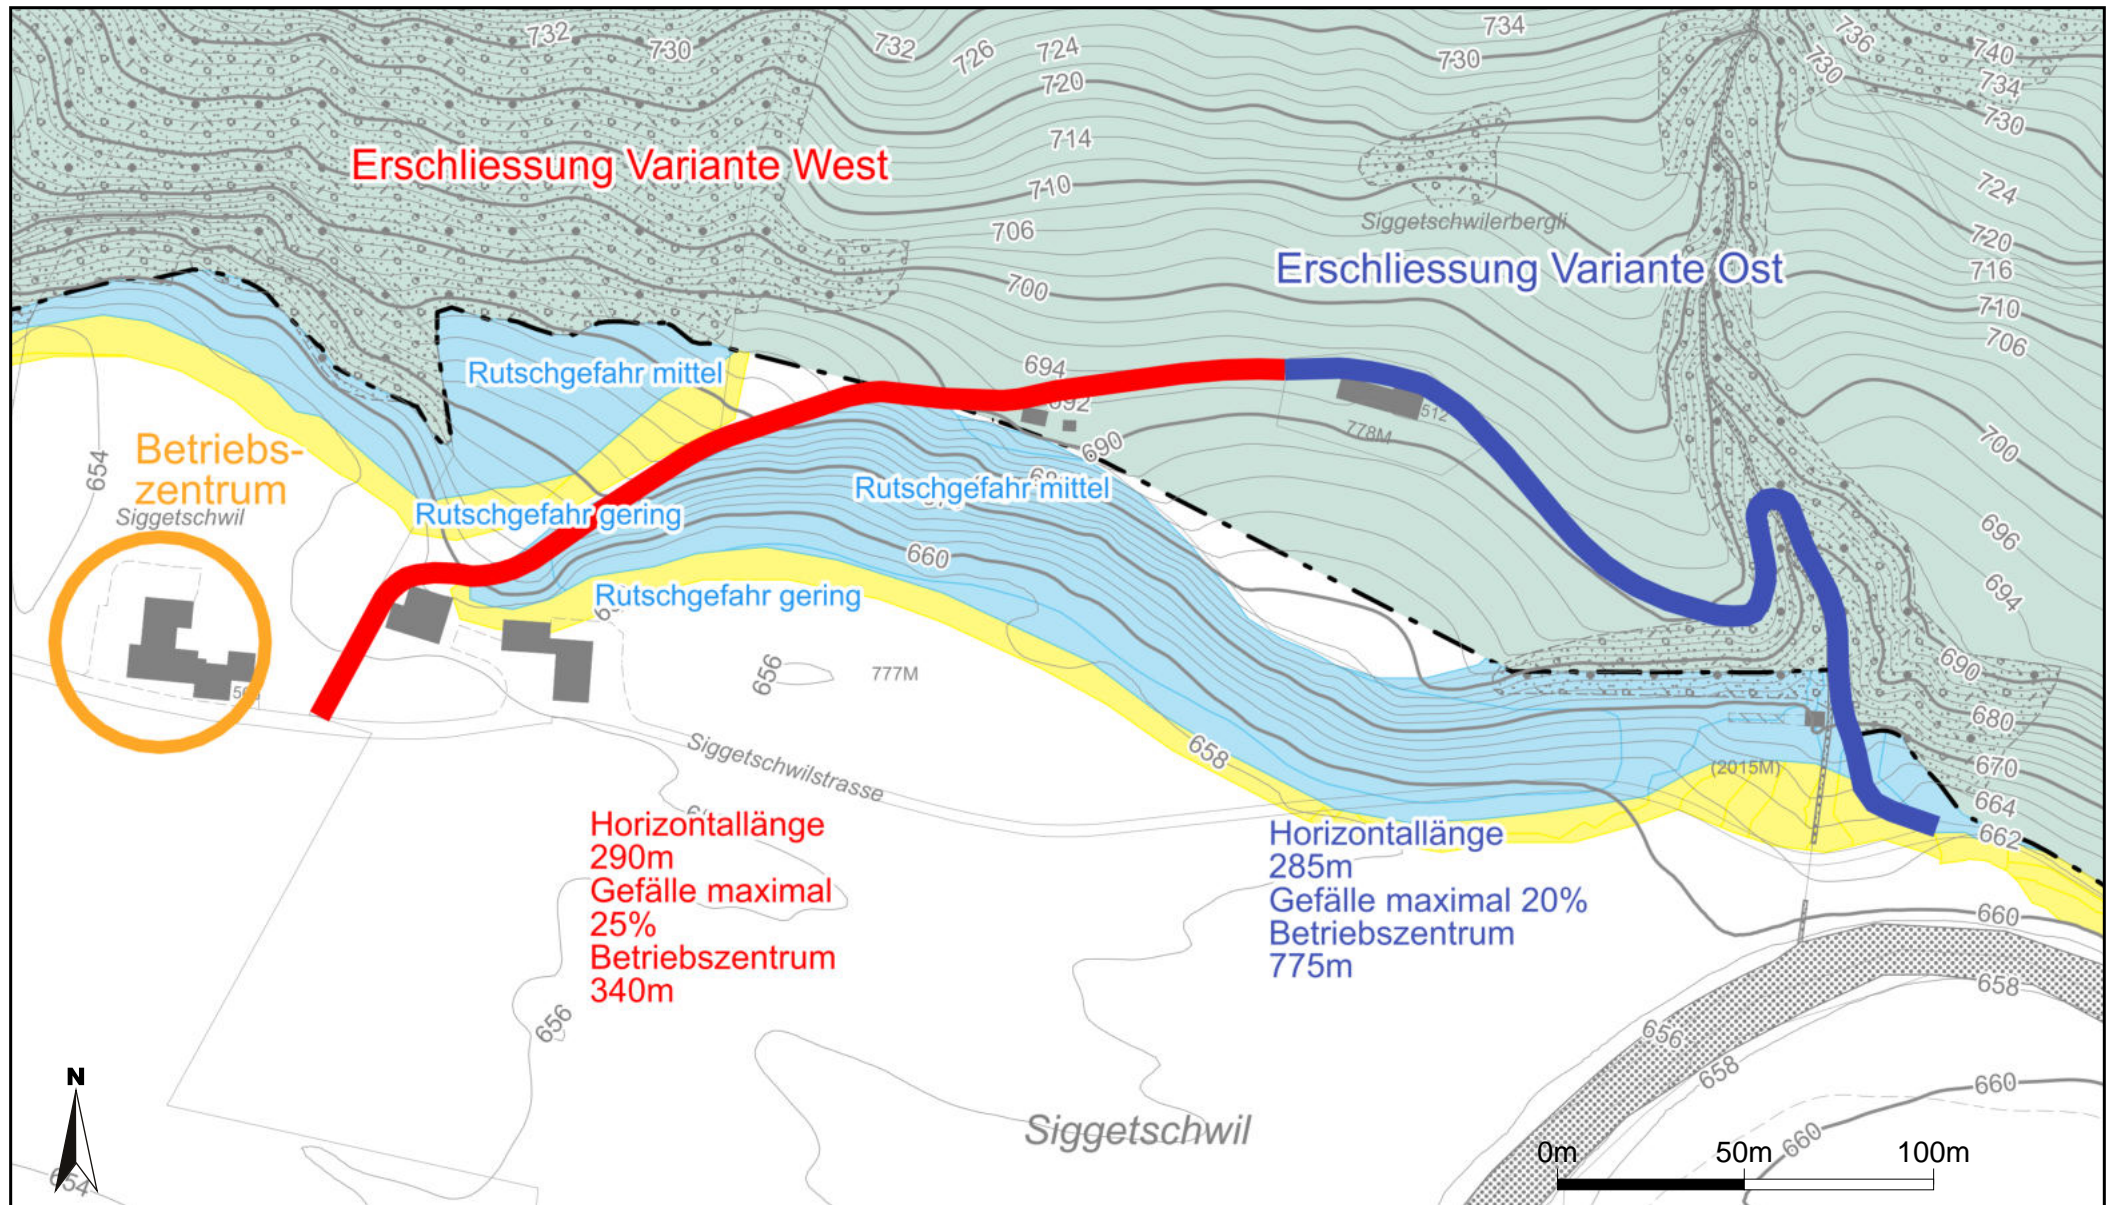 732
730
732
726
724
720
734
730
736
730
740
734
730
714
710
706
700
Erschliessung Variante West
Siggetschwilerbergli
Erschliessung Variante Ost
724
720
716
710
706
694
692
690
Rutschgefahr mittel
512
778M
700
696
694
690
680
670
664
662
660
658
Betriebs-
zentrum
Siggetschwil
654
Rutschgefahr gering
Rutschgefahr mittel
660
Rutschgefahr gering
656
777M
658
Siggetschwilstrasse
(2015M)
Horizontallänge
290m
Gefälle maximal
25%
Betriebszentrum
340m
Horizontallänge
285m
Gefälle maximal 20%
Betriebszentrum
775m
656
656
658
660
660
Siggetschwil
N
654
0m 50m 100m